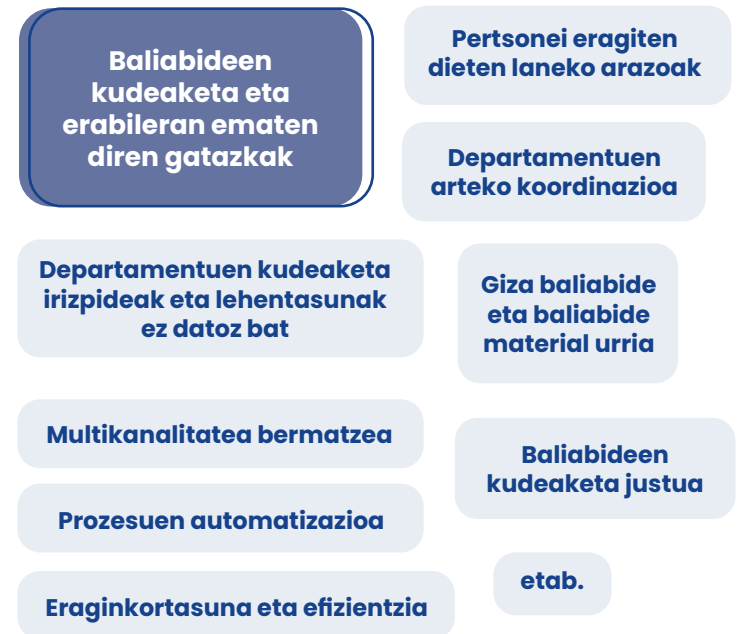 Baliabideen
kudeaketa eta
erabileran ematen
diren gatazkak
Pertsonei eragiten
dieten laneko arazoak
Departamentuen
arteko koordinazioa
Departamentuen kudeaketa
irizpideak eta lehentasunak
ez datoz bat
Giza baliabide
eta baliabide
material urria
Multikanalitatea bermatzea
Baliabideen
kudeaketa justua
Prozesuen automatizazioa
etab.
Eraginkortasuna eta efizientzia